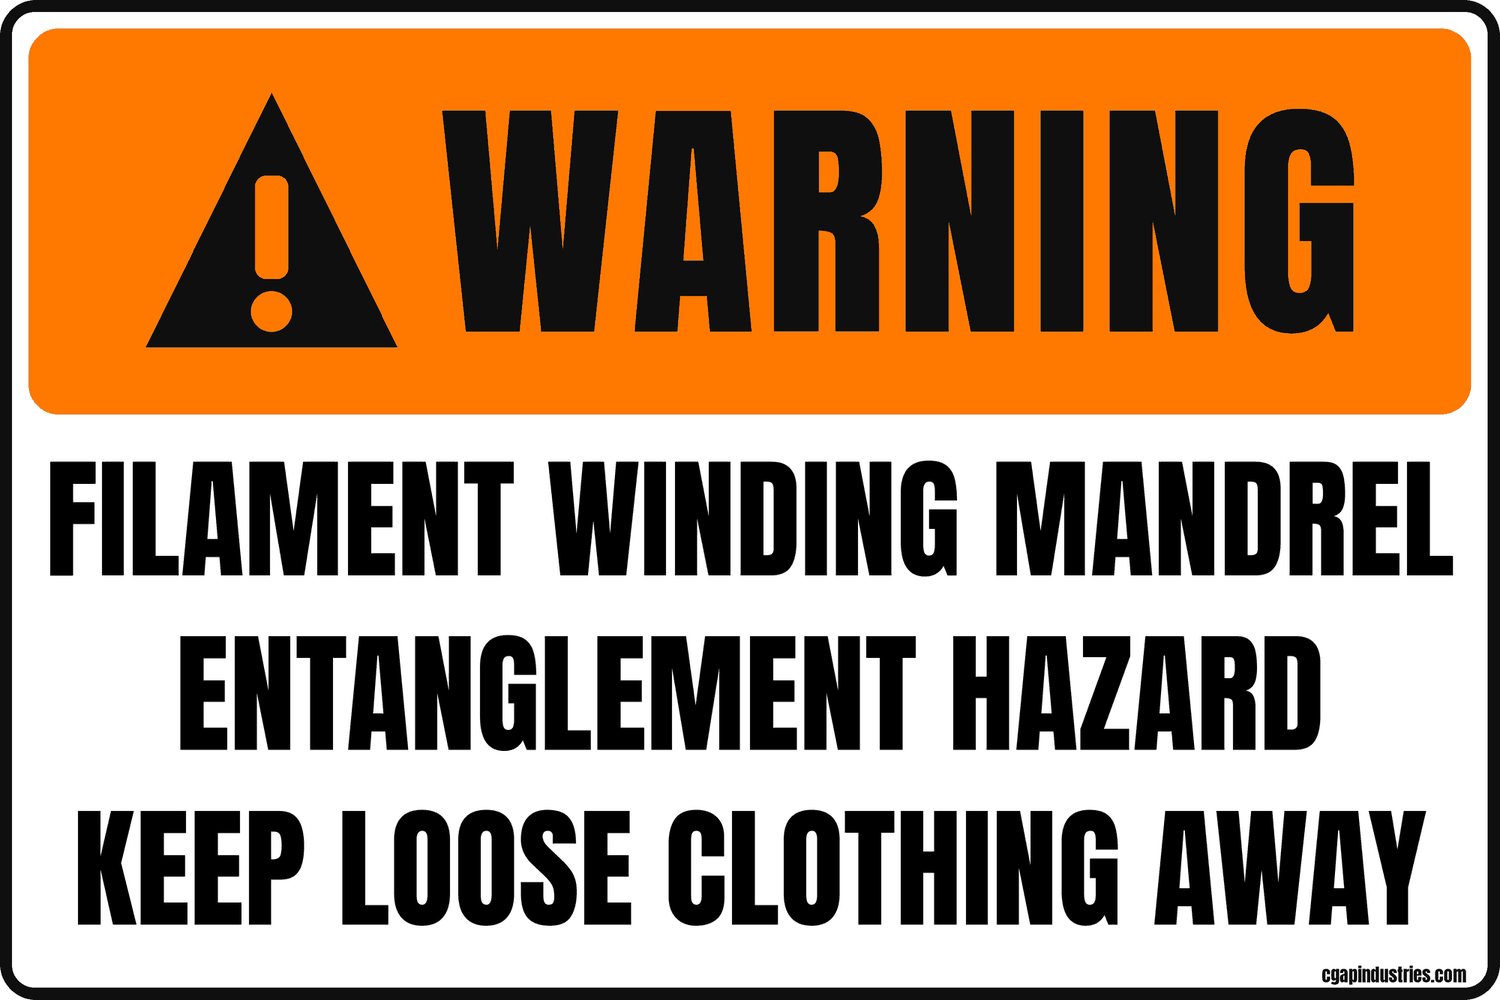 WARNING
FILAMENT WINDING MANDREL
ENTANGLEMENT HAZARD
KEEP LOOSE CLOTHING AWAY
cgapindustries.com